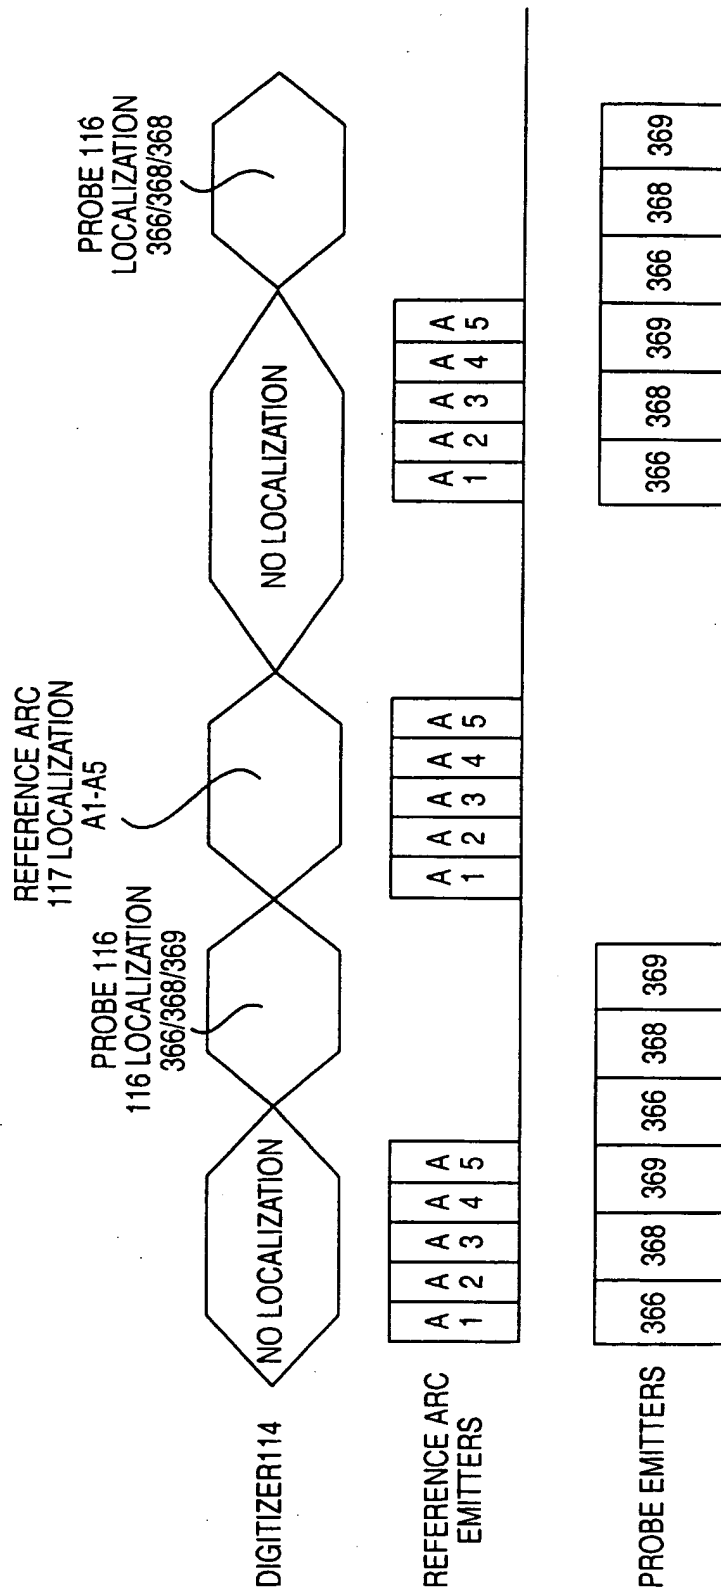 DIGITIZER114
NO LOCALIZATION
PROBE 116
116 LOCALIZATION
366/368/369
REFERENCE ARC
117 LOCALIZATION
A1-A5
NO LOCALIZATION
PROBE 116
LOCALIZATION
366/368/368
REFERENCE ARC
EMITTERS
A A A A A
1 2 3 4 5
A A A A A
1 2 3 4 5
A A A A A
1 2 3 4 5
PROBE EMITTERS
366 368 369 366 368 369
366 368 369 366 368 369